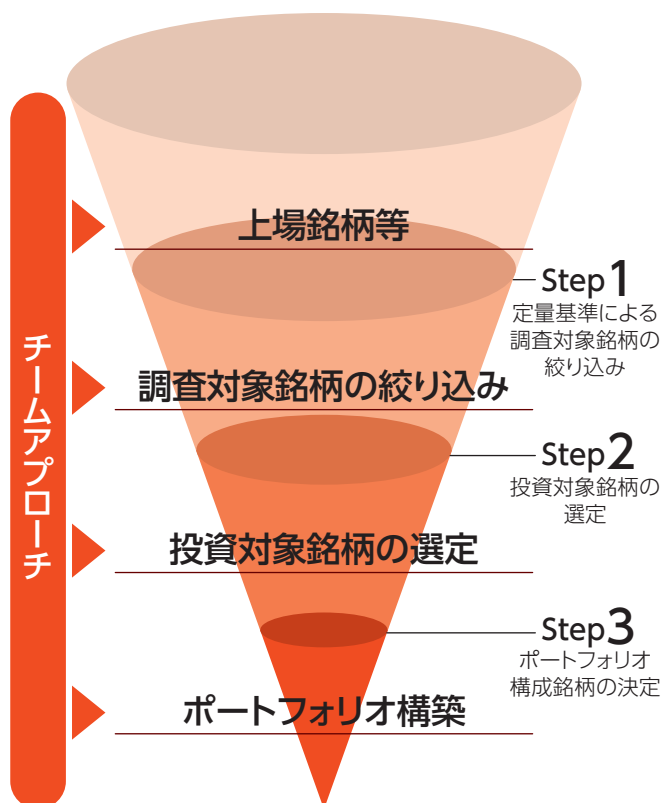 チームアプローチ
上場銘柄等
Step1
定量基準による
調査対象銘柄の
絞り込み
調査対象銘柄の絞り込み
Step2
投資対象銘柄の
選定
投資対象銘柄の選定
Step3
ポートフォリオ
構成銘柄の決定
ポートフォリオ構築